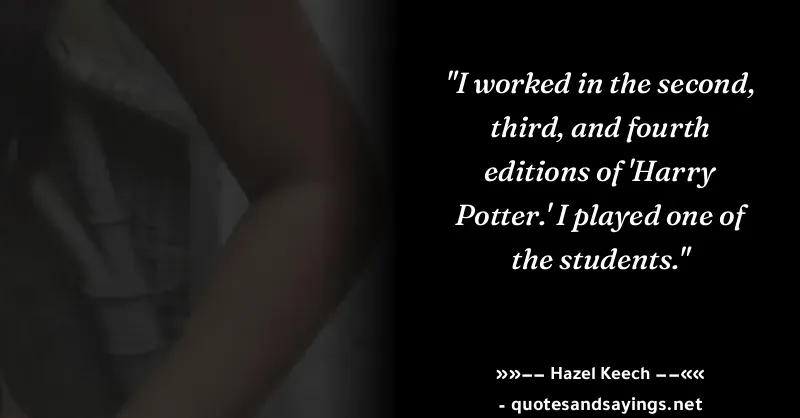 "I worked in the second,
third, and fourth
editions of 'Harry
Potter.' I played one of
the students."
»»−− Hazel Keech −−««
- quotesandsayings.net